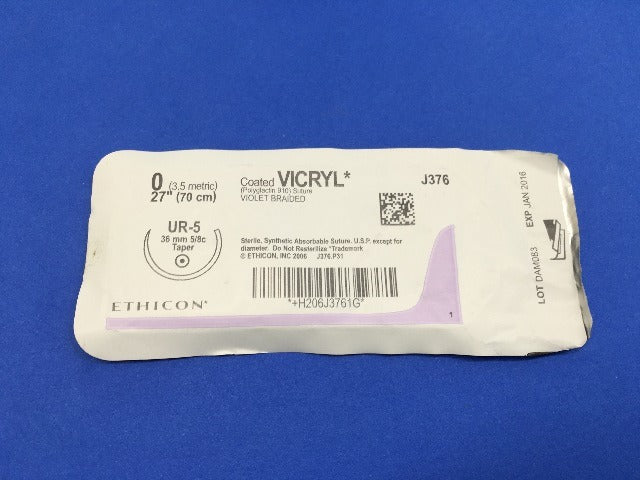 0 (3.5 metric)
27" (70 cm)
UR-5
36 mm 5/8c
Taper
ETHICON*
Coated VICRYL*
(Polyglactin 910) Suture
VIOLET BRAIDED
J376
Sterile, Synthetic Absorbable Suture. U.S.P. except for
diameter. Do Not Resterilize *Trademark
© ETHICON, INC 2006 J376.P31
*+H206J3761G*
1
LOT DAM083 EXP JAN 2016